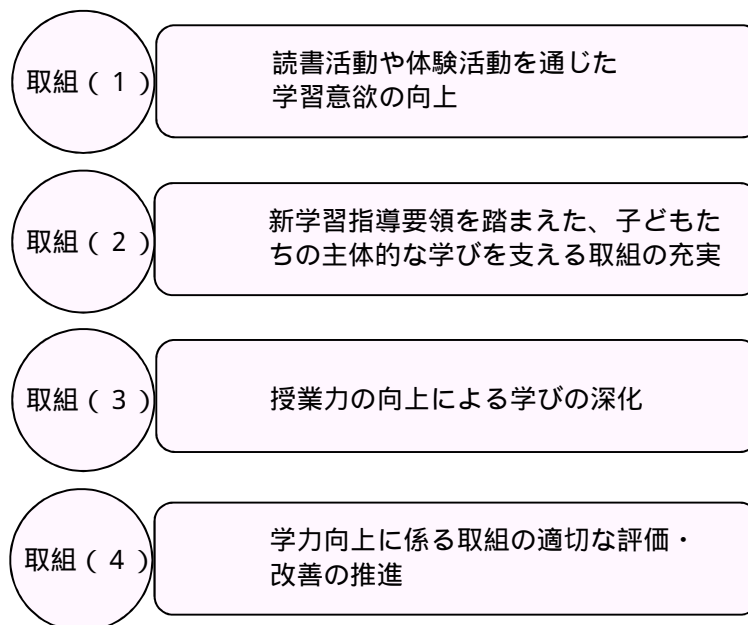 取組(1)
読書活動や体験活動を通じた
学習意欲の向上
取組(2)
新学習指導要領を踏まえた、子どもた
ちの主体的な学びを支える取組の充実
取組(3)
授業力の向上による学びの深化
取組(4)
学力向上に係る取組の適切な評価・
改善の推進